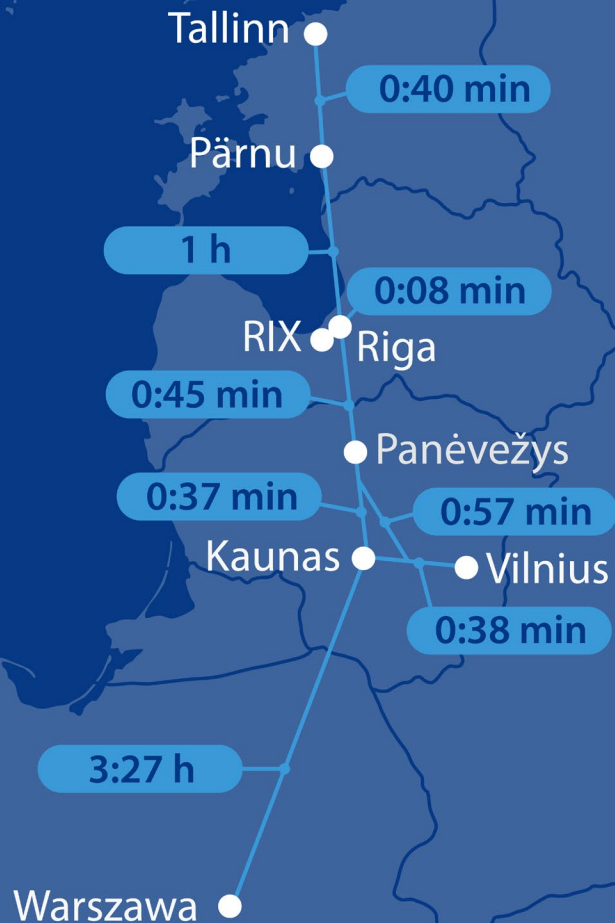 Tallinn
0:40 min
Pärnu
1 h
0:08 min
RIX
Riga
0:45 min
Panėvežys
0:37 min
0:57 min
Kaunas
Vilnius
0:38 min
3:27 h
Warszawa